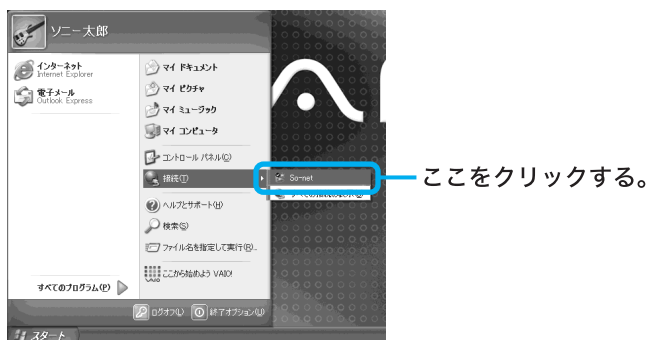 ソニー太郎
インターネット
Internet Explorer
電子メール
Outlook Express
すべてのプログラム(P)
マイ ドキュメント
マイ ピクチャ
マイ ミュージック
マイ コンピュータ
コントロール パネル(C)
接続(T)
So-net
ヘルプとサポート(H)
検索(S)
ファイル名を指定して実行(R)...
ここから始めよう VAIO!
ログオフ(L)
終了オプション(U)
スタート
ここをクリックする。